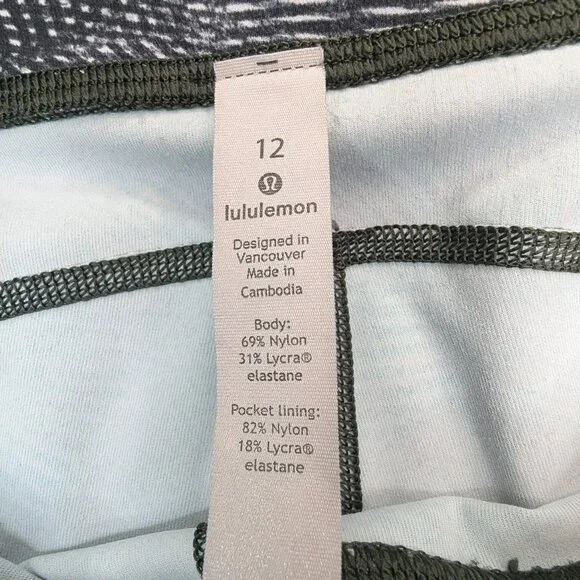 12
lululemon
Designed in
Vancouver
Made in
Cambodia
Body:
69% Nylon
31% Lycra®
elastane
Pocket lining:
82% Nylon
18% Lycra®
elastane